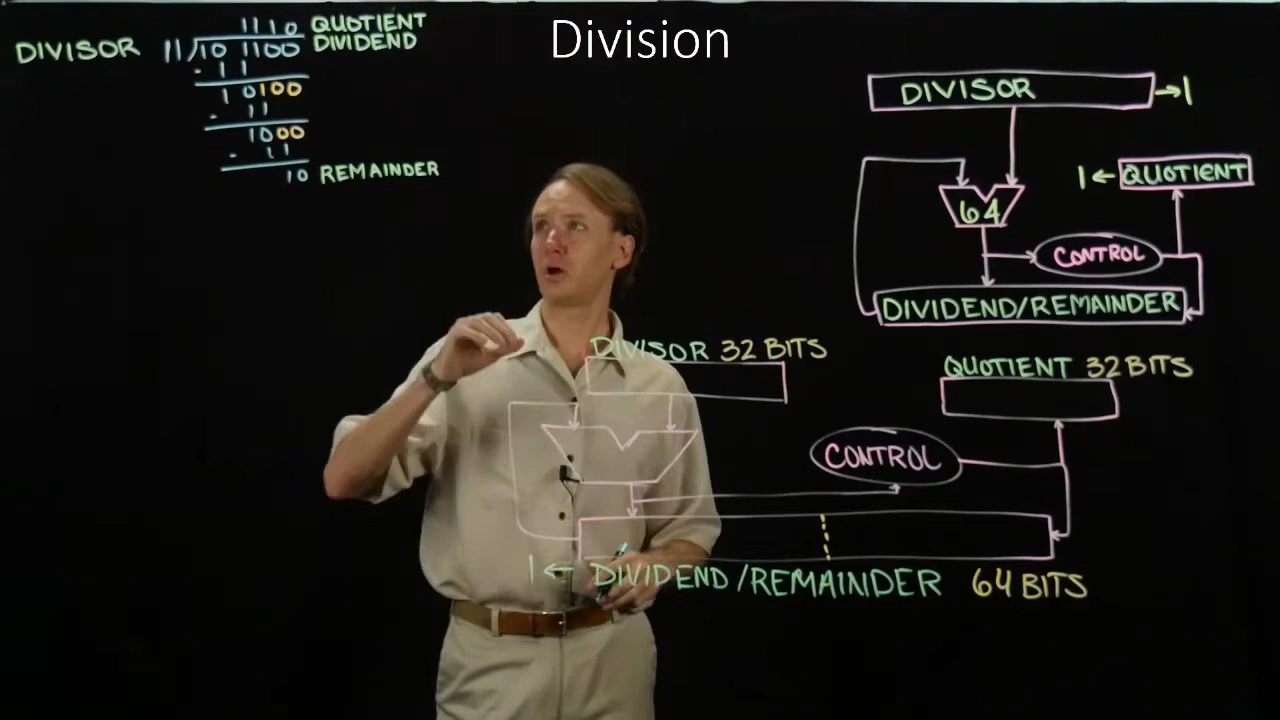 Division
1110 QUOTIENT
DIVISOR 11/10 1100 DIVIDEND
- 11
10100
- 11
1000
- 11
10 REMAINDER
DIVISOR →1
1← QUOTIENT
64
CONTROL
DIVIDEND/REMAINDER
DIVISOR 32 BITS
QUOTIENT 32 BITS
CONTROL
1← DIVIDEND/REMAINDER 64 BITS